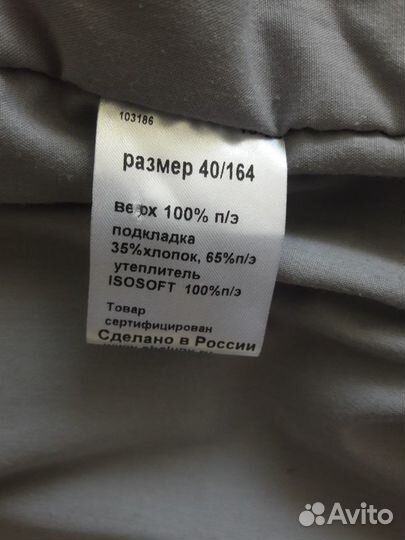 103186
размер 40/164
верх 100% п/э
подкладка
35%хлопок, 65%п/э
утеплитель
ISOSOFT 100%п/э
Товар
сертифицирован
Сделано в России
Avito